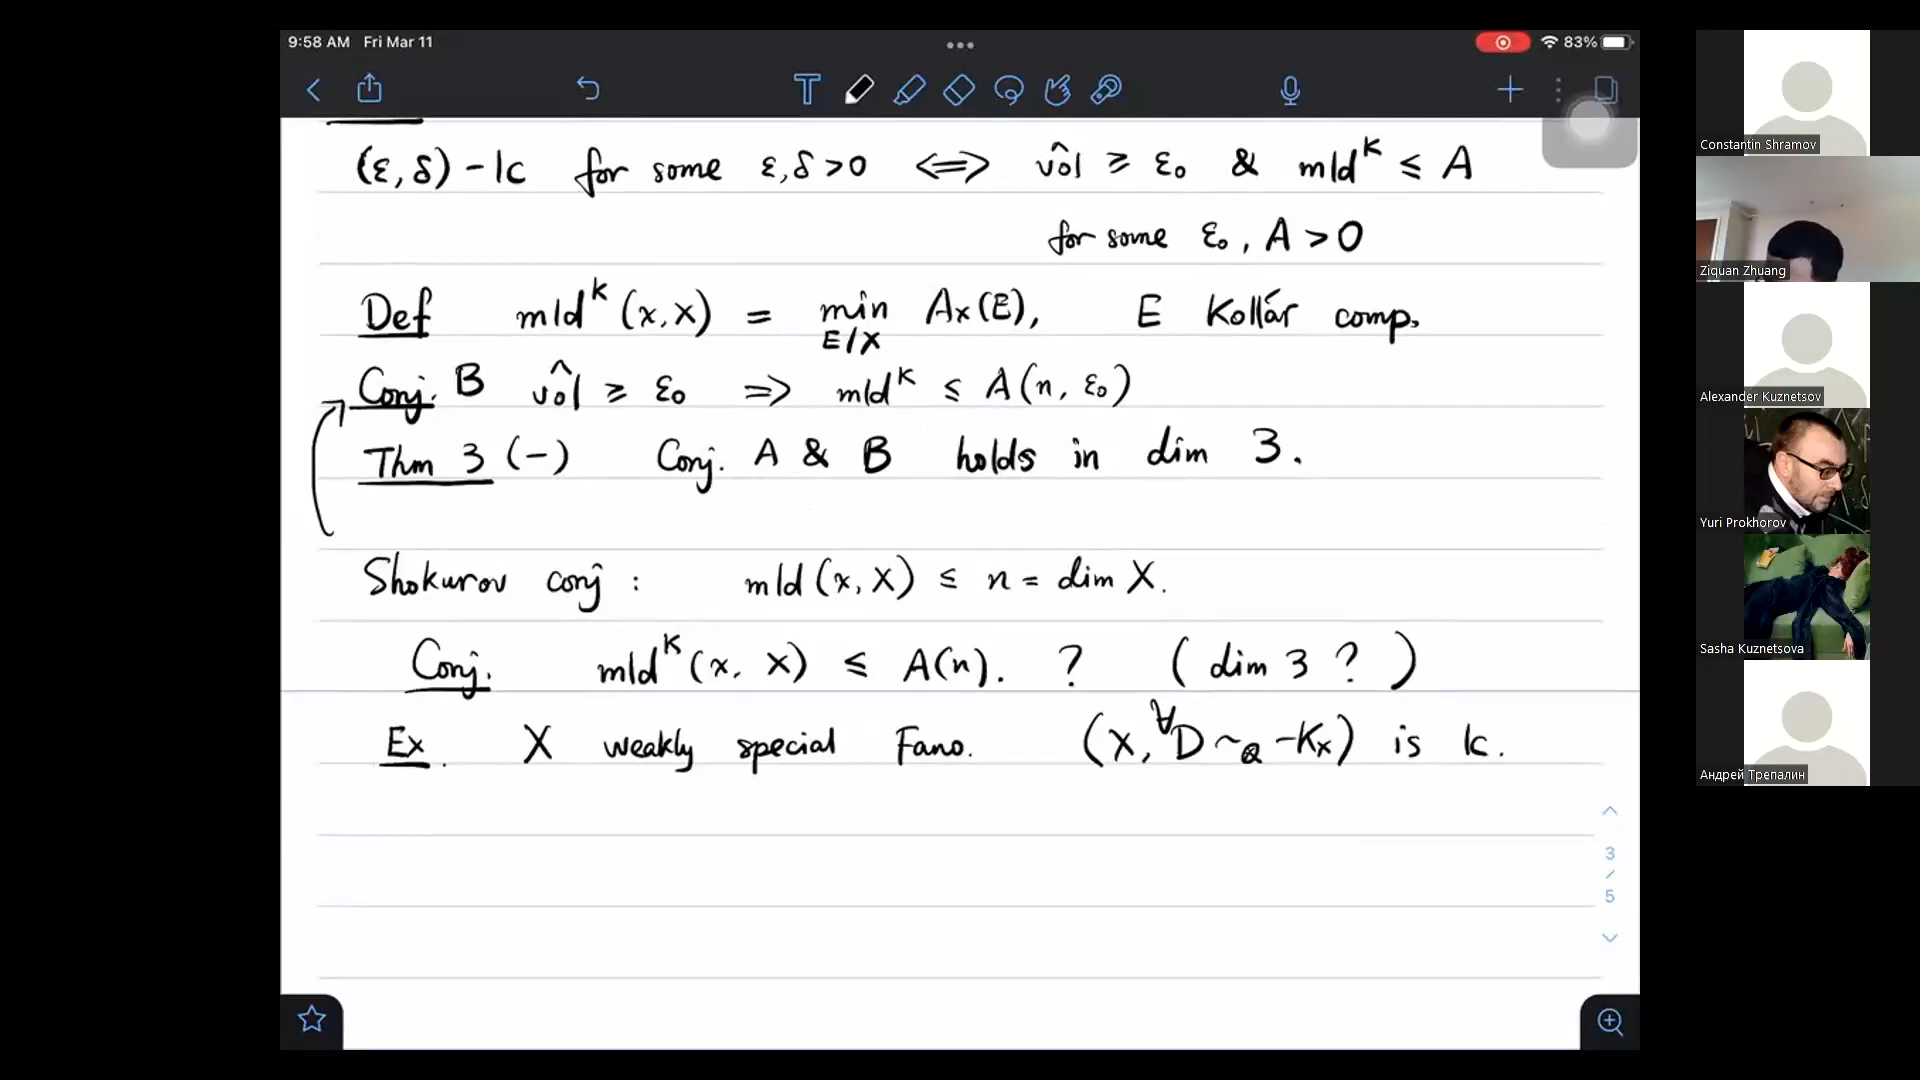 9:58 AM Fri Mar 11
83%
(ε, δ) - lc for some ε, δ > 0 ⟺ vol̂ ≥ ε₀ & mld^K ≤ A
for some ε₀, A > 0
Def mld^K (x, X) = min A_X(E), E Kollár comp.
E/X
Conj. B vol̂ ≥ ε₀ ⇒ mld^K ≤ A(n, ε₀)
Thm 3 (-) Conj. A & B holds in dim 3.
Shokurov conj : mld (x, X) ≤ n = dim X.
Conj. mld^K (x, X) ≤ A(n). ? ( dim 3 ? )
Ex. X weakly special Fano. (X, ∀D ~_Q -K_X) is lc.
3
/
5
Constantin Shramov
Ziquan Zhuang
Alexander Kuznetsov
Yuri Prokhorov
Sasha Kuznetsova
Андрей Трепалин